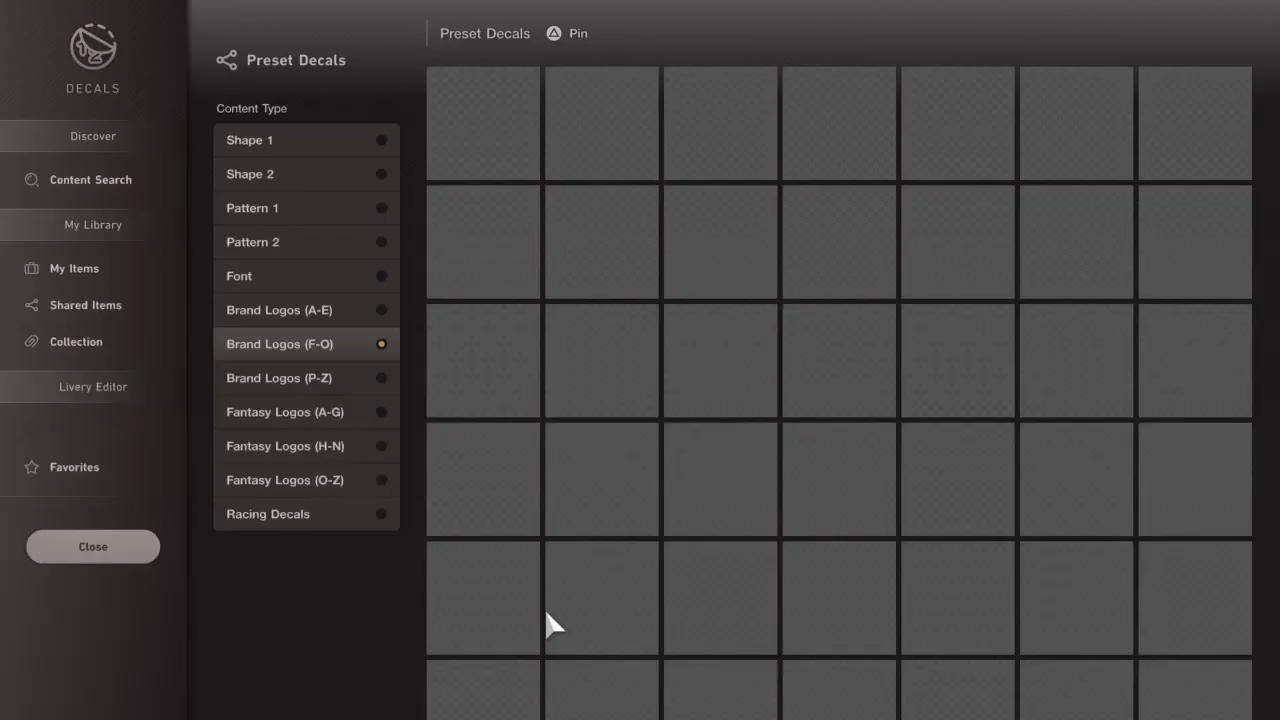 DECALS
Discover
Content Search
My Library
My Items
Shared Items
Collection
Livery Editor
Favorites
Close
Preset Decals
Content Type
Shape 1
Shape 2
Pattern 1
Pattern 2
Font
Brand Logos (A-E)
Brand Logos (F-O)
Brand Logos (P-Z)
Fantasy Logos (A-G)
Fantasy Logos (H-N)
Fantasy Logos (O-Z)
Racing Decals
Preset Decals Pin